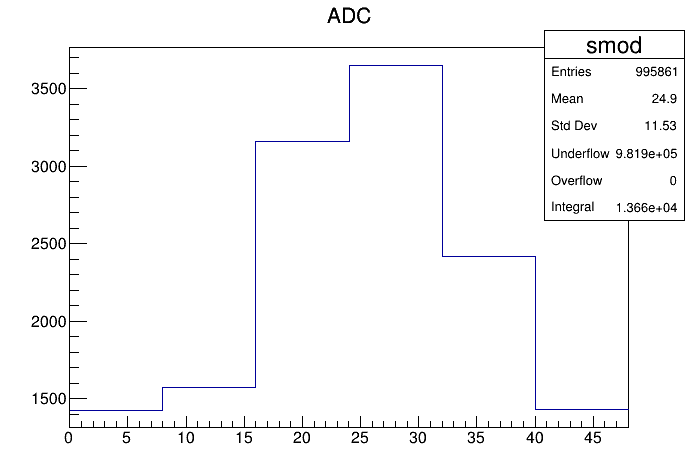 ADC
smod
Entries 995861
Mean 24.9
Std Dev 11.53
Underflow 9.819e+05
Overflow 0
Integral 1.366e+04
3500
3000
2500
2000
1500
0 5 10 15 20 25 30 35 40 45